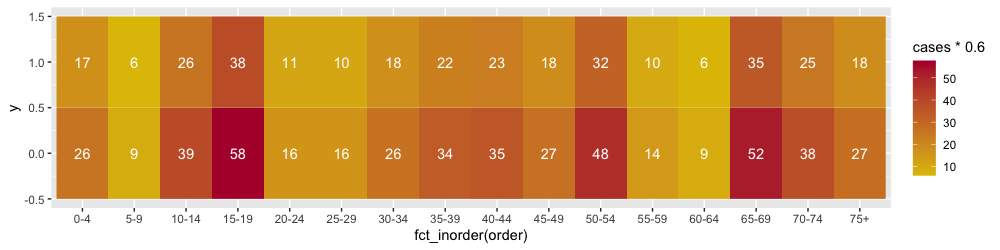 1.5
cases * 0.6
17 6 26 38 11 10 18 22 23 18 32 10 6 35 25 18
1.0
50
40
y
0.5
30
20
10
26 9 39 58 16 16 26 34 35 27 48 14 9 52 38 27
0.0
-0.5
0-4 5-9 10-14 15-19 20-24 25-29 30-34 35-39 40-44 45-49 50-54 55-59 60-64 65-69 70-74 75+
fct_inorder(order)